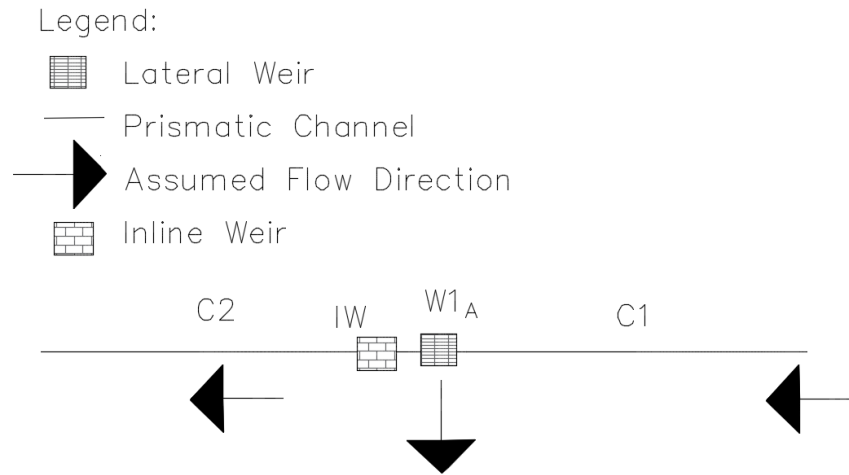 Legend:
Lateral Weir
Prismatic Channel
Assumed Flow Direction
Inline Weir
C2 IW W1A C1